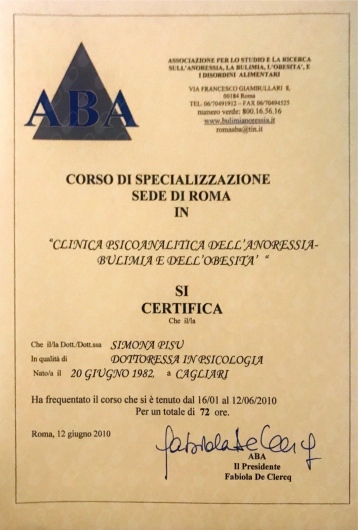 ABA
ASSOCIAZIONE PER LO STUDIO E LA RICERCA
SULL'ANORESSIA, LA BULIMIA, L'OBESITA', E
I DISORDINI ALIMENTARI
VIA FRANCESCO GIAMBULLARI 8,
00184 Roma
TEL. 06/70491912 – FAX 06/70494525
numero verde: 800.16.56.16
www.bulimianoressia.it
romaaba@tin.it
CORSO DI SPECIALIZZAZIONE
SEDE DI ROMA
IN
"CLINICA PSICOANALITICA DELL'ANORESSIA-
BULIMIA E DELL'OBESITA' "
SI
CERTIFICA
Che il/la
Che il/la Dott./Dott.ssa SIMONA PISU
In qualità di DOTTORESSA IN PSICOLOGIA
Nato/a il 20 GIUGNO 1982, a CAGLIARI
Ha frequentato il corso che si è tenuto dal 16/01 al 12/06/2010
Per un totale di 72 ore.
Roma, 12 giugno 2010
Fabiola De Clercq
ABA
Il Presidente
Fabiola De Clercq